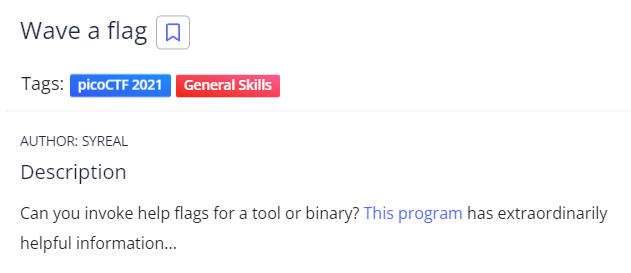 Wave a flag
Tags: picoCTF 2021 General Skills
AUTHOR: SYREAL
Description
Can you invoke help flags for a tool or binary? This program has extraordinarily
helpful information...